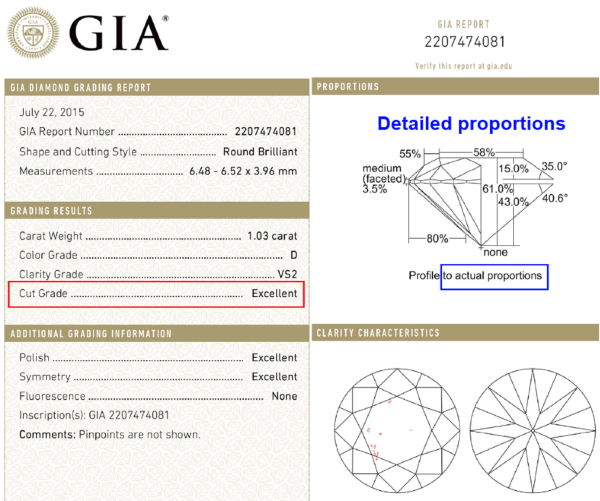 GIA®
GIA REPORT
2207474081
Verify this report at gia.edu
GIA DIAMOND GRADING REPORT
July 22, 2015
GIA Report Number 2207474081
Shape and Cutting Style Round Brilliant
Measurements 6.48 - 6.52 x 3.96 mm
GRADING RESULTS
Carat Weight 1.03 carat
Color Grade D
Clarity Grade VS2
Cut Grade Excellent
ADDITIONAL GRADING INFORMATION
Polish Excellent
Symmetry Excellent
Fluorescence None
Inscription(s): GIA 2207474081
Comments: Pinpoints are not shown.
PROPORTIONS
Detailed proportions
55% 58%
medium
(faceted)
3.5%
15.0% 35.0°
61.0%
43.0% 40.6°
80%
none
Profile to actual proportions
CLARITY CHARACTERISTICS